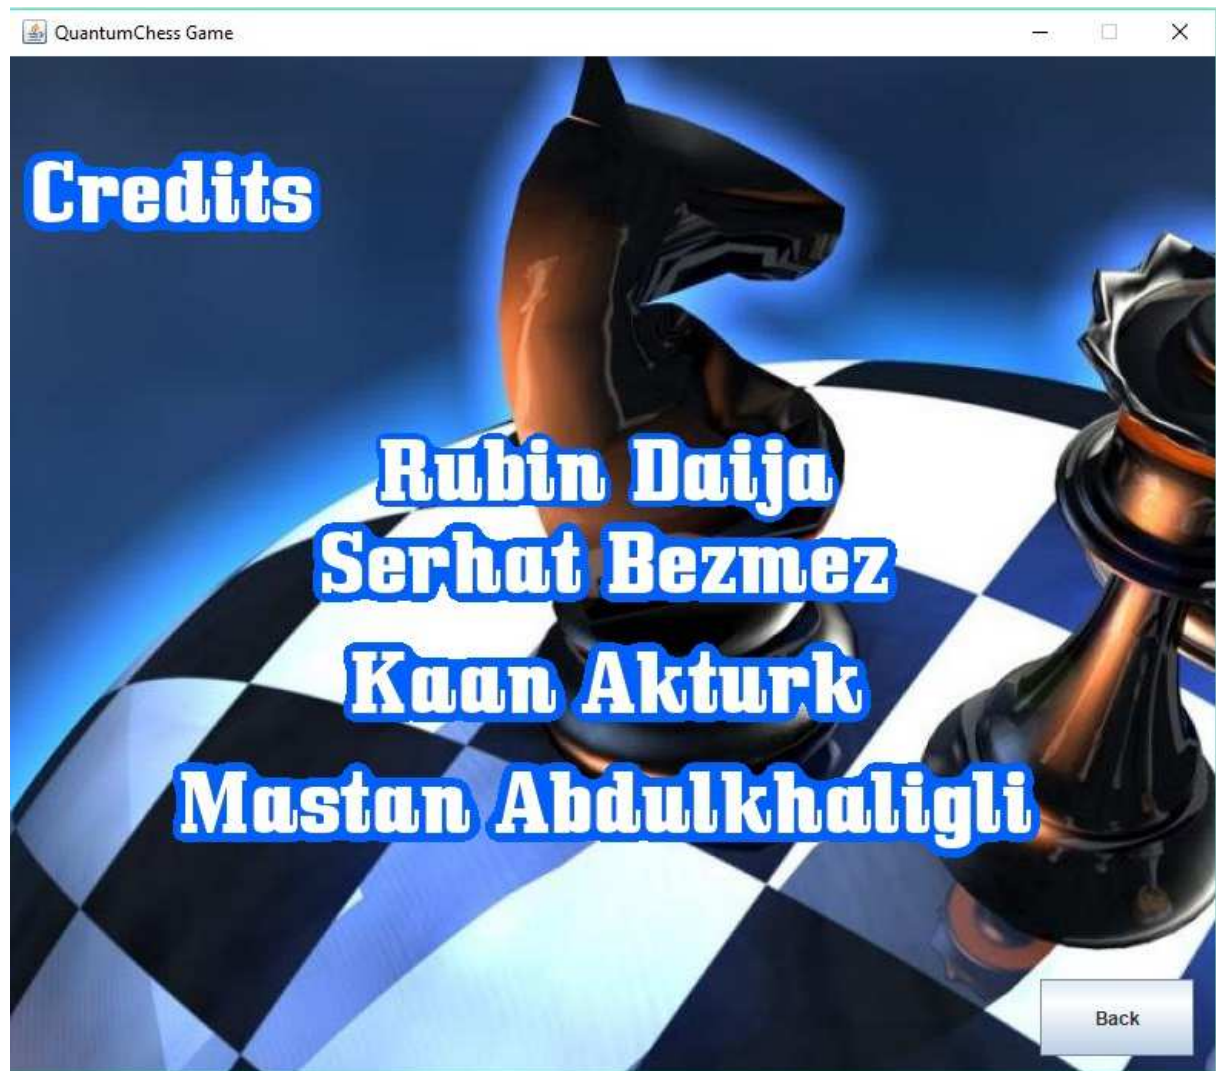 QuantumChess Game
Credits
Rubin Daija
Serhat Bezmez
Kaan Akturk
Mastan Abdulkhaligli
Back